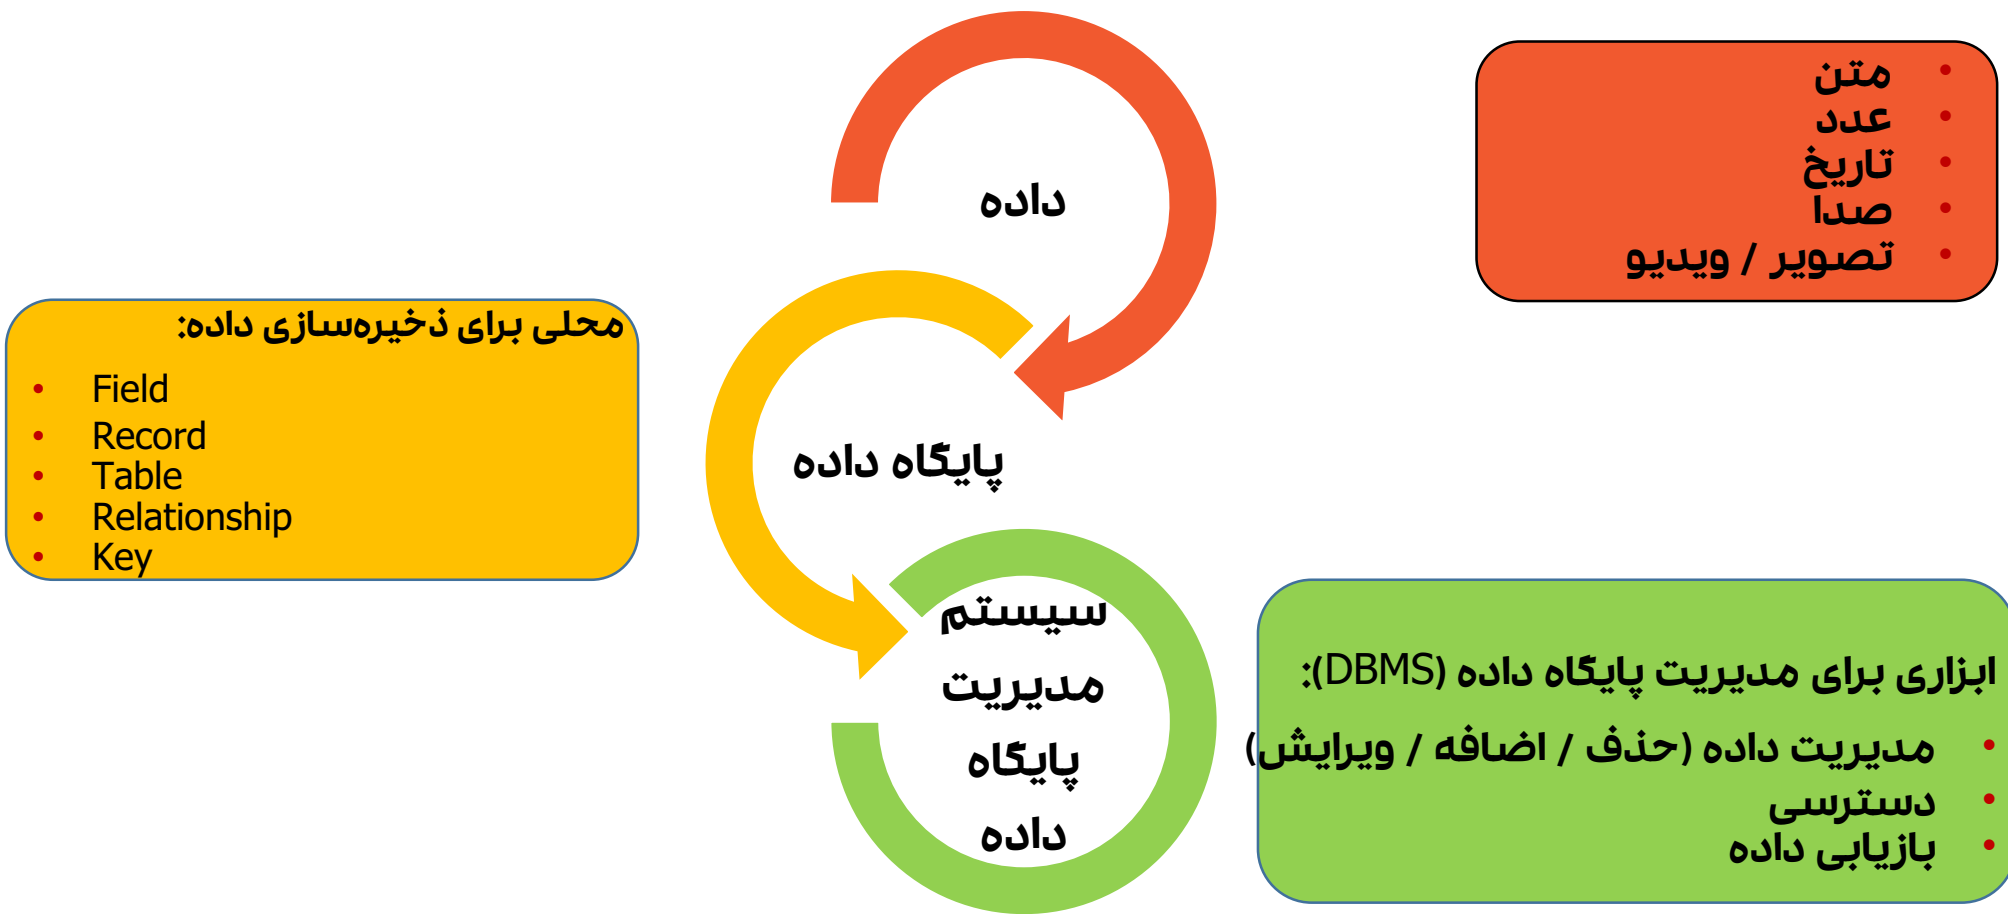 داده
• متن
• عدد
• تاریخ
• صدا
• تصویر / ویدیو
پایگاه داده
محلی برای ذخیره‌سازی داده:
• Field
• Record
• Table
• Relationship
• Key
سیستم
مدیریت
پایگاه
داده
ابزاری برای مدیریت پایگاه داده (DBMS):
• مدیریت داده (حذف / اضافه / ویرایش)
• دسترسی
• بازیابی داده